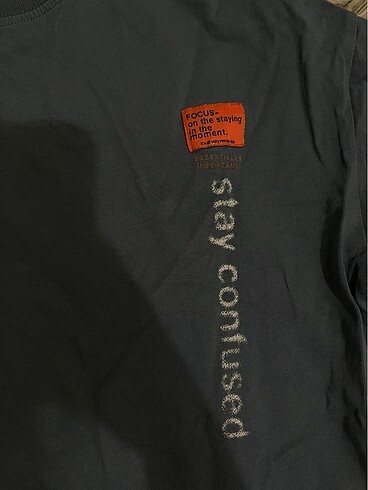 FOCUS-
on the staying
in the
moment.
stay confused